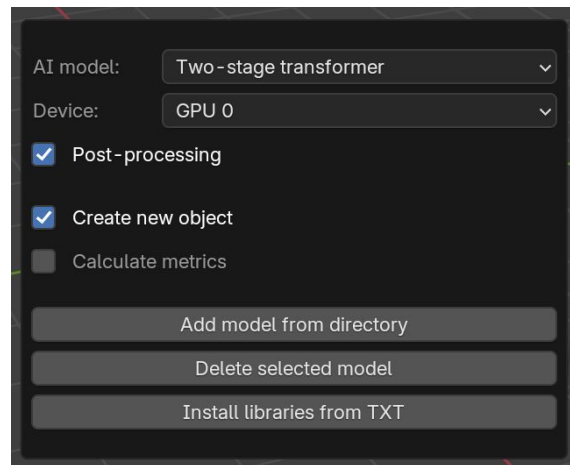 AI model: Two-stage transformer
Device: GPU 0
Post-processing
Create new object
Calculate metrics
Add model from directory
Delete selected model
Install libraries from TXT